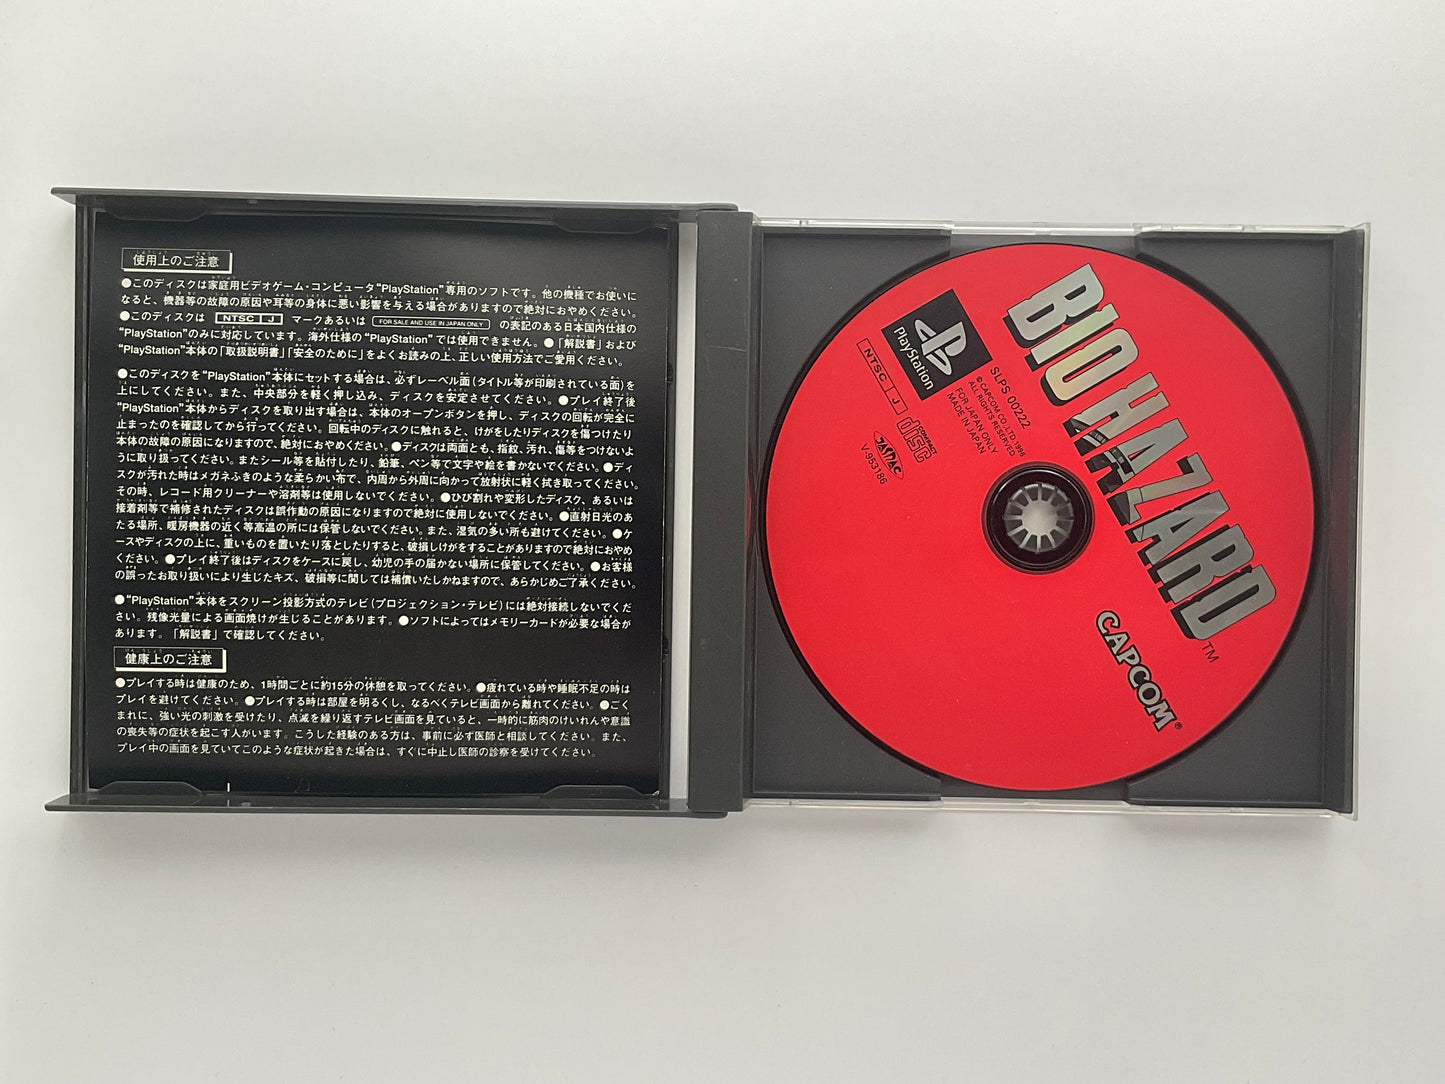 使用上のご注意
●このディスクは家庭用ビデオゲーム・コンピュータ“PlayStation”専用のソフトです。他の機種でお使いに
なると、機器等の故障の原因や耳等の身体に悪い影響を与える場合がありますので絶対におやめください。
●このディスクは NTSC J マークあるいは FOR SALE AND USE IN JAPAN ONLY の表記のある日本国内仕様の
“PlayStation”のみに対応しています。海外仕様の“PlayStation”では使用できません。●「解説書」および
“PlayStation”本体の「取扱説明書」「安全のために」をよくお読みの上、正しい使用方法でご愛用ください。
●このディスクを“PlayStation”本体にセットする場合は、必ずレーベル面(タイトル等が印刷されている面)を
上にしてください。また、中央部分を軽く押し込み、ディスクを安定させてください。●プレイ終了後
“PlayStation”本体からディスクを取り出す場合は、本体のオープンボタンを押し、ディスクの回転が完全に
止まったのを確認してから行ってください。回転中のディスクに触れると、けがをしたりディスクを傷つけたり
本体の故障の原因になりますので、絶対におやめください。●ディスクは両面とも、指紋、汚れ、傷等をつけないよ
うに取り扱ってください。またシール等を貼付したり、鉛筆、ペン等で文字や絵を書かないでください。●ディ
スクが汚れた時はメガネふきのような柔らかい布で、内周から外周に向かって放射状に軽く拭き取ってください。
その時、レコード用クリーナーや溶剤等は使用しないでください。●ひび割れや変形したディスク、あるいは
接着剤等で補修されたディスクは誤作動の原因になりますので絶対に使用しないでください。●直射日光のあ
たる場所、暖房機器の近く等高温の所には保管しないでください。また、湿気の多い所も避けてください。●ケ
ースやディスクの上に、重いものを置いたり落としたりすると、破損しけがをすることがありますので絶対におやめ
ください。●プレイ終了後はディスクをケースに戻し、幼児の手の届かない場所に保管してください。●お客様
の誤ったお取り扱いにより生じたキズ、破損等に関しては補償いたしかねますので、あらかじめご了承ください。
●“PlayStation”本体をスクリーン投影方式のテレビ(プロジェクション・テレビ)には絶対接続しないでくだ
さい。残像光量による画面焼けが生じることがあります。●ソフトによってはメモリーカードが必要な場合が
あります。「解説書」で確認してください。
健康上のご注意
●プレイする時は健康のため、1時間ごとに約15分の休憩を取ってください。●疲れている時や睡眠不足の時は
プレイを避けてください。●プレイする時は部屋を明るくし、なるべくテレビ画面から離れてください。●ごく
まれに、強い光の刺激を受けたり、点滅を繰り返すテレビ画面を見ていると、一時的に筋肉のけいれんや意識
の喪失等の症状を起こす人がいます。こうした経験のある方は、事前に必ず医師と相談してください。また、
プレイ中の画面を見ていてこのような症状が起きた場合は、すぐに中止し医師の診察を受けてください。
BIO HAZARD TM
CAPCOM®
PlayStation
NTSC J
SLPS 00222
© CAPCOM CO., LTD. 1996
ALL RIGHTS RESERVED
FOR JAPAN ONLY
MADE IN JAPAN
COMPACT
disc
JASRAC
V-953186